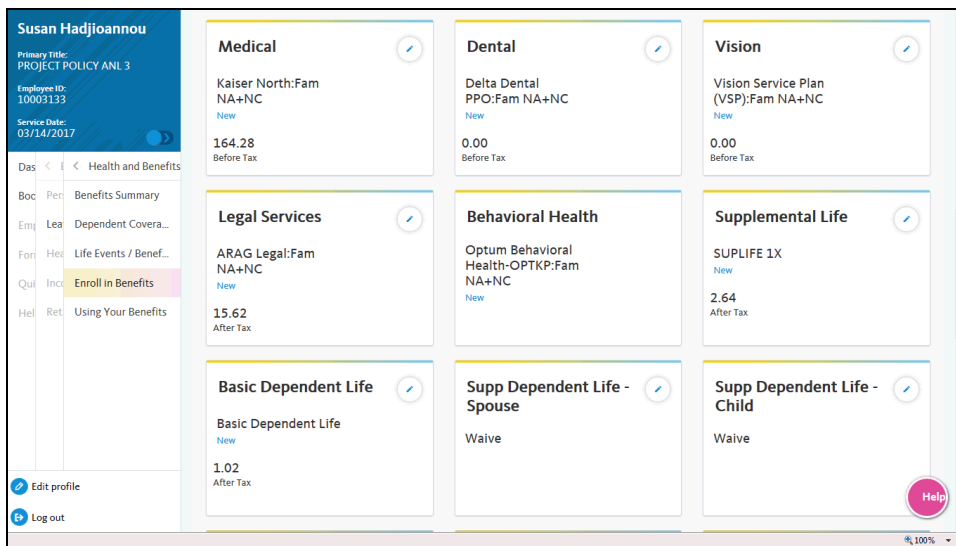 Susan Hadjioannou
Primary Title:
PROJECT POLICY ANL 3
Employee ID:
10003133
Service Date:
03/14/2017
Health and Benefits
Benefits Summary
Dependent Covera...
Life Events / Benef...
Enroll in Benefits
Using Your Benefits
Das
Boo
Emp
For
Qui
Hel
Per
Lea
Hea
Inco
Ret
Edit profile
Log out
Medical
Kaiser North:Fam
NA+NC
New
164.28
Before Tax
Dental
Delta Dental
PPO:Fam NA+NC
New
0.00
Before Tax
Vision
Vision Service Plan
(VSP):Fam NA+NC
New
0.00
Before Tax
Legal Services
ARAG Legal:Fam
NA+NC
New
15.62
After Tax
Behavioral Health
Optum Behavioral
Health-OPTKP:Fam
NA+NC
New
Supplemental Life
SUPLIFE 1X
New
2.64
After Tax
Basic Dependent Life
Basic Dependent Life
New
1.02
After Tax
Supp Dependent Life -
Spouse
Waive
Supp Dependent Life -
Child
Waive
Help
100%